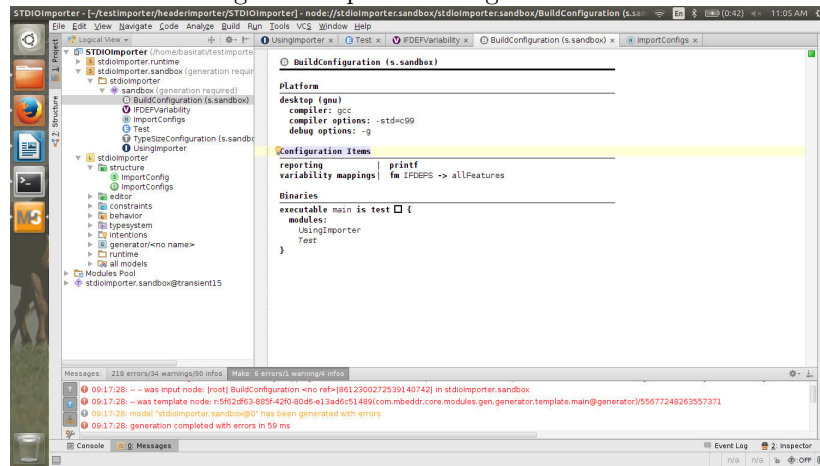 STDIOImporter - [~/testimporter/headerimporter/STDIOImporter] - node://stdioImporter.sandbox/stdioImporter.sandbox/BuildConfiguration (s.san En (0:42) 11:05 AM
File Edit View Navigate Code Analyze Build Run Tools VCS Window Help
Logical View UsingImporter × Test × IFDEFVariability × BuildConfiguration (s.sandbox) × ImportConfigs ×
1: Project
2: Structure
STDIOImporter (/home/basirati/testimporte
stdioImporter.runtime
stdioImporter.sandbox (generation requir
stdioImporter
sandbox (generation required)
BuildConfiguration (s.sandbox)
IFDEFVariability
ImportConfigs
Test
TypeSizeConfiguration (s.sandbo
UsingImporter
stdioImporter
structure
ImportConfig
ImportConfigs
editor
constraints
behavior
typesystem
intentions
generator/<no name>
runtime
all models
Modules Pool
stdioImporter.sandbox@transient15
BuildConfiguration (s.sandbox)
Platform
desktop (gnu)
compiler: gcc
compiler options: -std=c99
debug options: -g
Configuration Items
reporting | printf
variability mappings| fm IFDEFS -> allFeatures
Binaries
executable main is test {
modules:
UsingImporter
Test
}
Messages: 218 errors/34 warnings/90 infos Make: 6 errors/1 warning/4 infos
09:17:28: -- -- was input node: [root] BuildConfiguration <no ref>[8612300272539140742] in stdioImporter.sandbox
09:17:28: -- was template node: r:5f62df63-885f-42f0-80d6-e13ad6c51489(com.mbeddr.core.modules.gen.generator.template.main@generator)/55677248263557371
09:17:28: model "stdioImporter.sandbox@0" has been generated with errors
09:17:28: generation completed with errors in 59 ms
Console 0: Messages Event Log 2: Inspector
n/a n/a :OFF